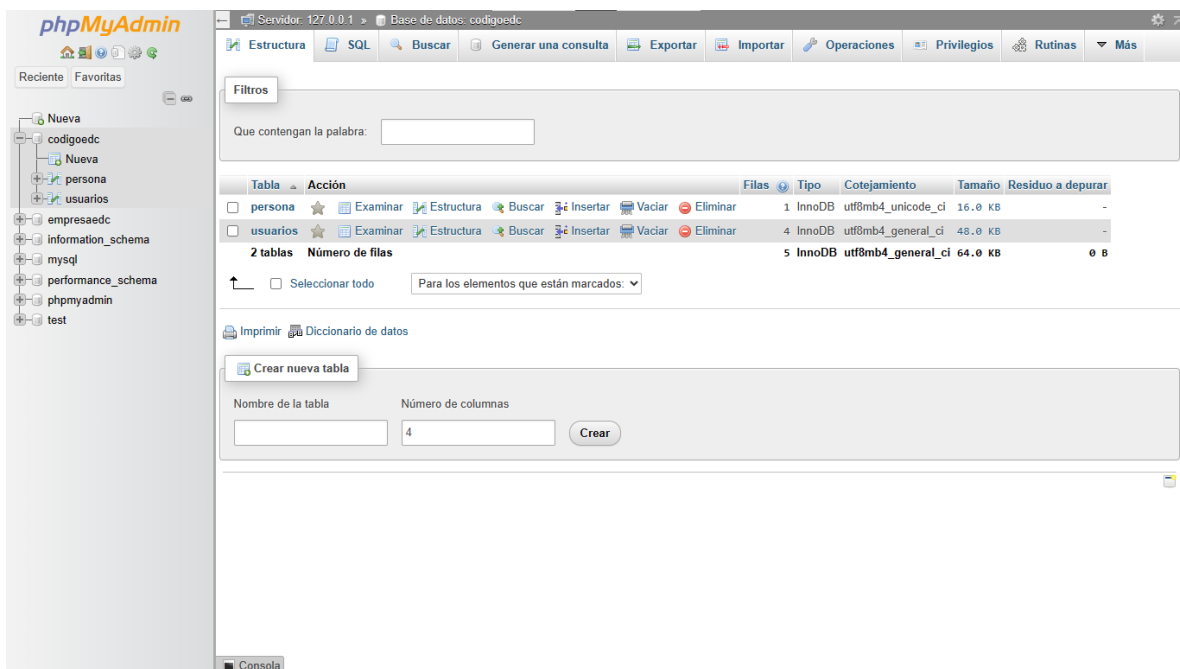 phpMyAdmin
Reciente Favoritas
Nueva
codigoedc
Nueva
persona
usuarios
empresaedc
information_schema
mysql
performance_schema
phpmyadmin
test
Servidor: 127.0.0.1 » Base de datos: codigoedc
Estructura SQL Buscar Generar una consulta Exportar Importar Operaciones Privilegios Rutinas Más
Filtros
Que contengan la palabra:
Tabla Acción Filas Tipo Cotejamiento Tamaño Residuo a depurar
persona Examinar Estructura Buscar Insertar Vaciar Eliminar 1 InnoDB utf8mb4_unicode_ci 16.0 KB -
usuarios Examinar Estructura Buscar Insertar Vaciar Eliminar 4 InnoDB utf8mb4_general_ci 48.0 KB -
2 tablas Número de filas 5 InnoDB utf8mb4_general_ci 64.0 KB 0 B
Seleccionar todo Para los elementos que están marcados:
Imprimir Diccionario de datos
Crear nueva tabla
Nombre de la tabla Número de columnas
4 Crear
Consola